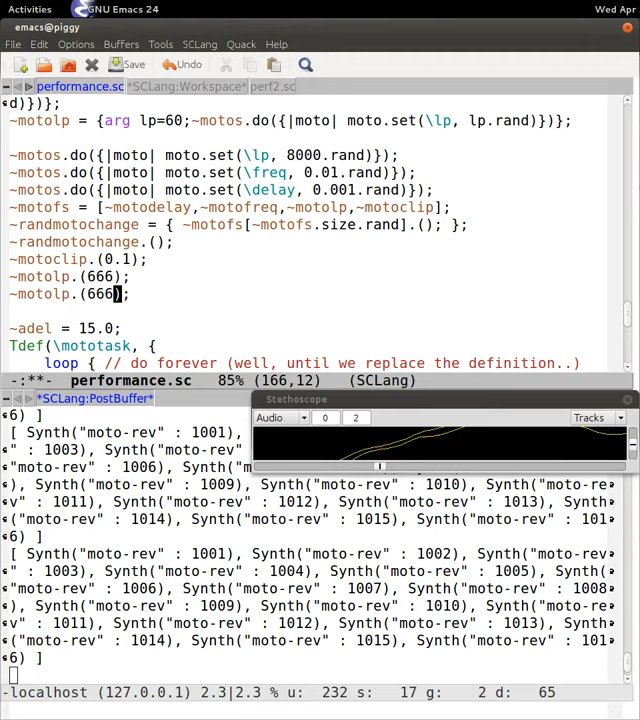 Activities GNU Emacs 24 Wed Apr
emacs@piggy
File Edit Options Buffers Tools SCLang Quack Help
Save Undo
performance.sc *SCLang:Workspace* perf2.sc
d)})};
~motolp = {arg lp=60;~motos.do({|moto| moto.set(\lp, lp.rand)})};
~motos.do({|moto| moto.set(\lp, 8000.rand)});
~motos.do({|moto| moto.set(\freq, 0.01.rand)});
~motos.do({|moto| moto.set(\delay, 0.001.rand)});
~motofs = [~motodelay,~motofreq,~motolp,~motoclip];
~randmotochange = { ~motofs[~motofs.size.rand].(); };
~randmotochange.();
~motoclip.(0.1);
~motolp.(666);
~motolp.(666);
~adel = 15.0;
Tdef(\mototask, {
loop { // do forever (well, until we replace the definition..)
-:**- performance.sc 85% (166,12) (SCLang)
*SCLang:PostBuffer*
Stethoscope
Audio 0 2 Tracks
6) ]
[ Synth("moto-rev" : 1001),
" : 1003), Synth("moto-re
"moto-rev" : 1006), Synth
), Synth("moto-rev" : 1009), Synth("moto-rev" : 1010), Synth("moto-re
v" : 1011), Synth("moto-rev" : 1012), Synth("moto-rev" : 1013), Synth
("moto-rev" : 1014), Synth("moto-rev" : 1015), Synth("moto-rev" : 101
6) ]
[ Synth("moto-rev" : 1001), Synth("moto-rev" : 1002), Synth("moto-rev
" : 1003), Synth("moto-rev" : 1004), Synth("moto-rev" : 1005), Synth(
"moto-rev" : 1006), Synth("moto-rev" : 1007), Synth("moto-rev" : 1008
), Synth("moto-rev" : 1009), Synth("moto-rev" : 1010), Synth("moto-re
v" : 1011), Synth("moto-rev" : 1012), Synth("moto-rev" : 1013), Synth
("moto-rev" : 1014), Synth("moto-rev" : 1015), Synth("moto-rev" : 101
6) ]
-localhost (127.0.0.1) 2.3|2.3 % u: 232 s: 17 g: 2 d: 65